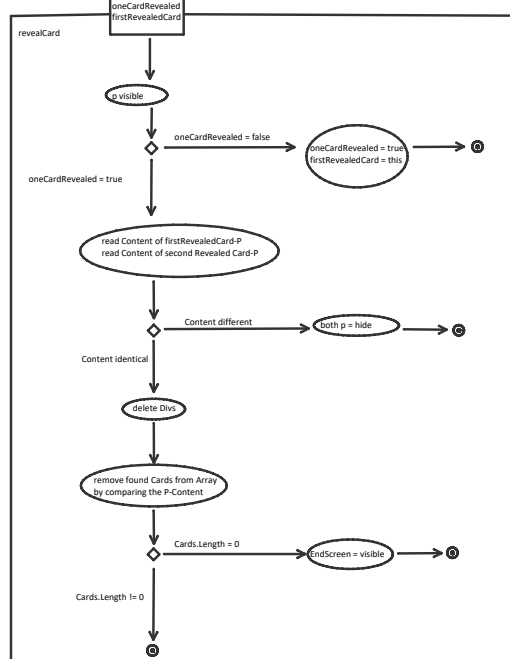 oneCardRevealed
firstRevealedCard
revealCard
p visible
oneCardRevealed = false
oneCardRevealed = true
firstRevealedCard = this
oneCardRevealed = true
read Content of firstRevealedCard-P
read Content of second Revealed Card-P
Content different
both p = hide
Content identical
delete Divs
remove found Cards from Array
by comparing the P-Content
Cards.Length = 0
EndScreen = visible
Cards.Length != 0